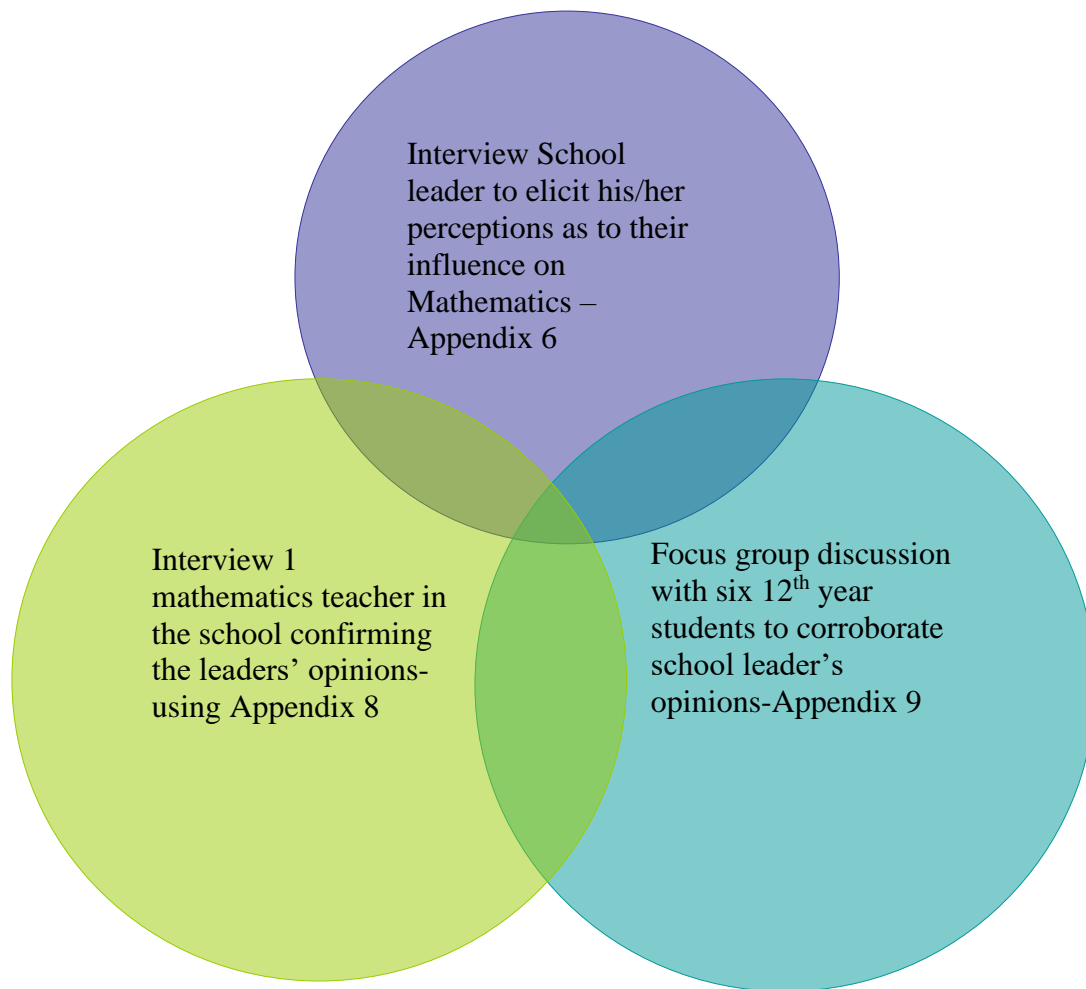 Interview School
leader to elicit his/her
perceptions as to their
influence on
Mathematics –
Appendix 6
Interview 1
mathematics teacher in
the school confirming
the leaders’ opinions-
using Appendix 8
Focus group discussion
with six 12th year
students to corroborate
school leader’s
opinions-Appendix 9